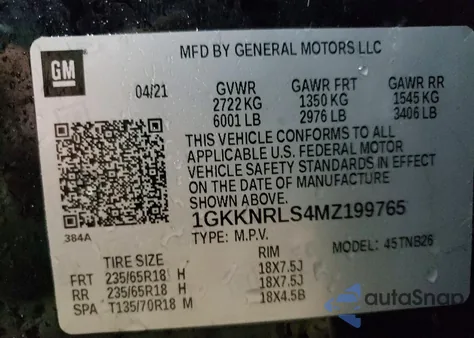 MFD BY GENERAL MOTORS LLC
GM
04/21 GVWR GAWR FRT GAWR RR
2722 KG 1350 KG 1545 KG
6001 LB 2976 LB 3406 LB
THIS VEHICLE CONFORMS TO ALL
APPLICABLE U.S. FEDERAL MOTOR
VEHICLE SAFETY STANDARDS IN EFFECT
ON THE DATE OF MANUFACTURE
SHOWN ABOVE.
384A
1GKKNRLS4MZ199765
TYPE: M.P.V. MODEL: 45TNB26
TIRE SIZE RIM
FRT 235/65R18 H 18X7.5J
RR 235/65R18 H 18X7.5J
SPA T135/70R18 M 18X4.5B
autoSnap